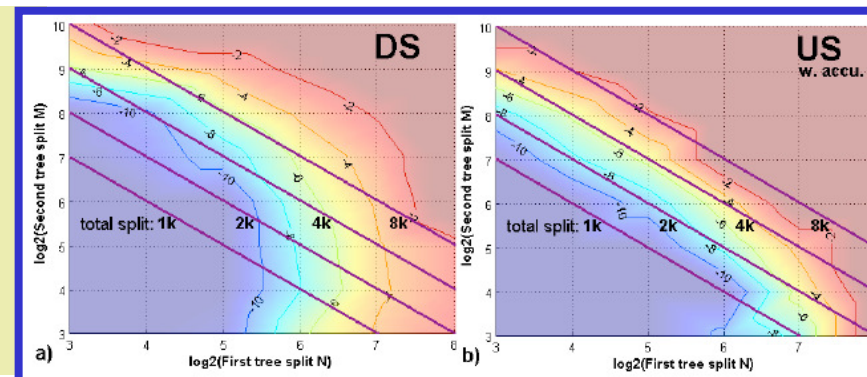 DS
log2(Second tree split M)
10
9
8
7
6
5
4
3
-2
-4
-6
-8
-10
total split: 1k 2k 4k 8k
3 4 5 6 7 8
log2(First tree split N)
a)
US
w. accu.
log2(Second tree split M)
10
9
8
7
6
5
4
3
-2
-4
-6
-8
-10
total split: 1k 2k 4k 8k
3 4 5 6 7
log2(First tree split N)
b)